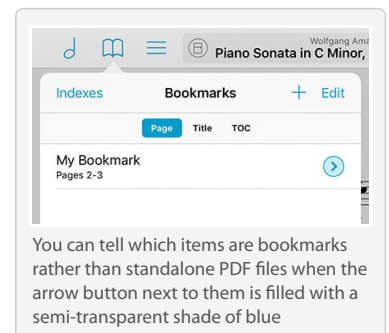 Wolfgang Ama
Piano Sonata in C Minor,
Indexes Bookmarks + Edit
Page Title TOC
My Bookmark
Pages 2-3
You can tell which items are bookmarks
rather than standalone PDF files when the
arrow button next to them is filled with a
semi-transparent shade of blue